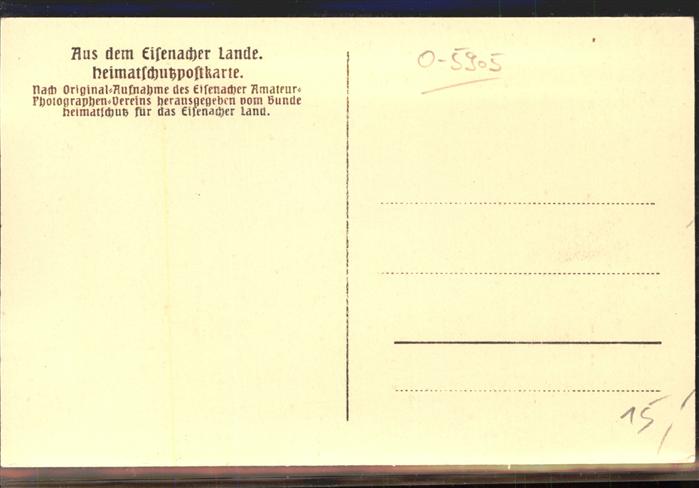 Aus dem Eiſenacher Lande.
Heimatſchutzpoſtkarte.
Nach Original-Aufnahme des Eiſenacher Amateur-
Photographen-Vereins herausgegeben vom Bunde
Heimatſchutz für das Eiſenacher Land.
O-5905
15,-